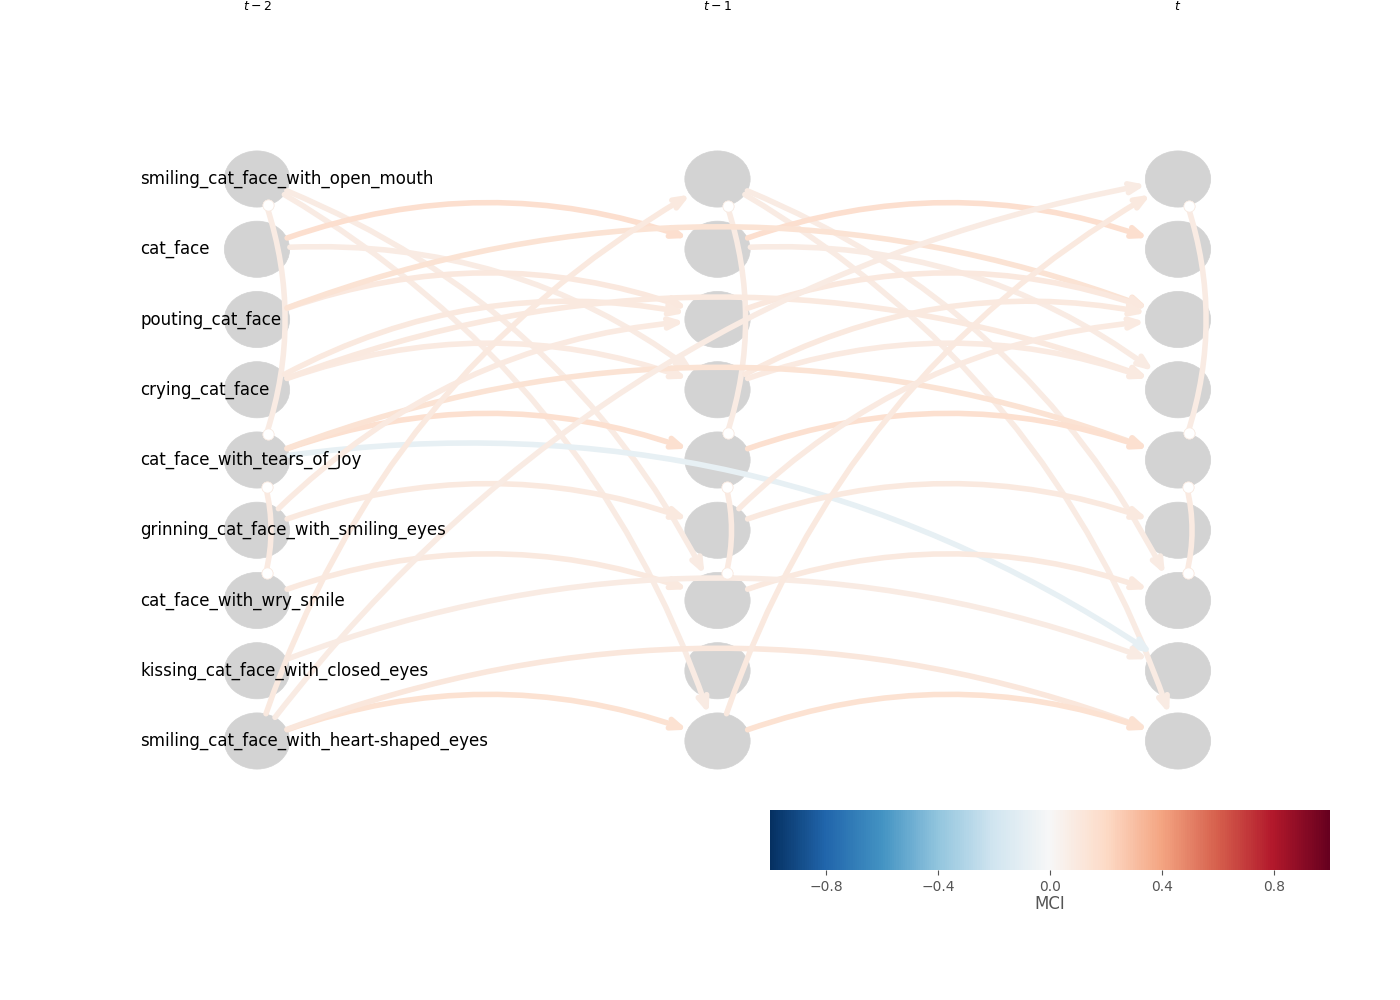 t − 2 t − 1 t
smiling_cat_face_with_open_mouth
cat_face
pouting_cat_face
crying_cat_face
cat_face_with_tears_of_joy
grinning_cat_face_with_smiling_eyes
cat_face_with_wry_smile
kissing_cat_face_with_closed_eyes
smiling_cat_face_with_heart-shaped_eyes
−0.8 −0.4 0.0 0.4 0.8
MCI